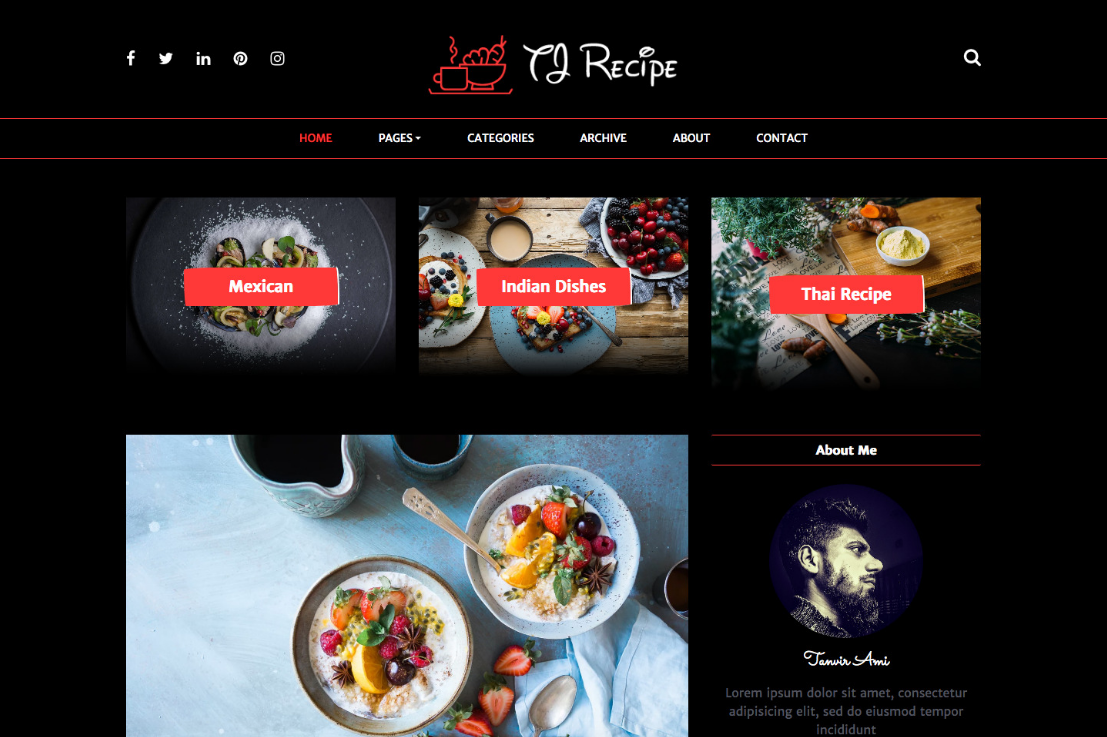 TJ Recipe
HOME PAGES CATEGORIES ARCHIVE ABOUT CONTACT
Mexican
Indian Dishes
Thai Recipe
About Me
Tanvir Ami
Lorem ipsum dolor sit amet, consectetur
adipisicing elit, sed do eiusmod tempor
incididunt